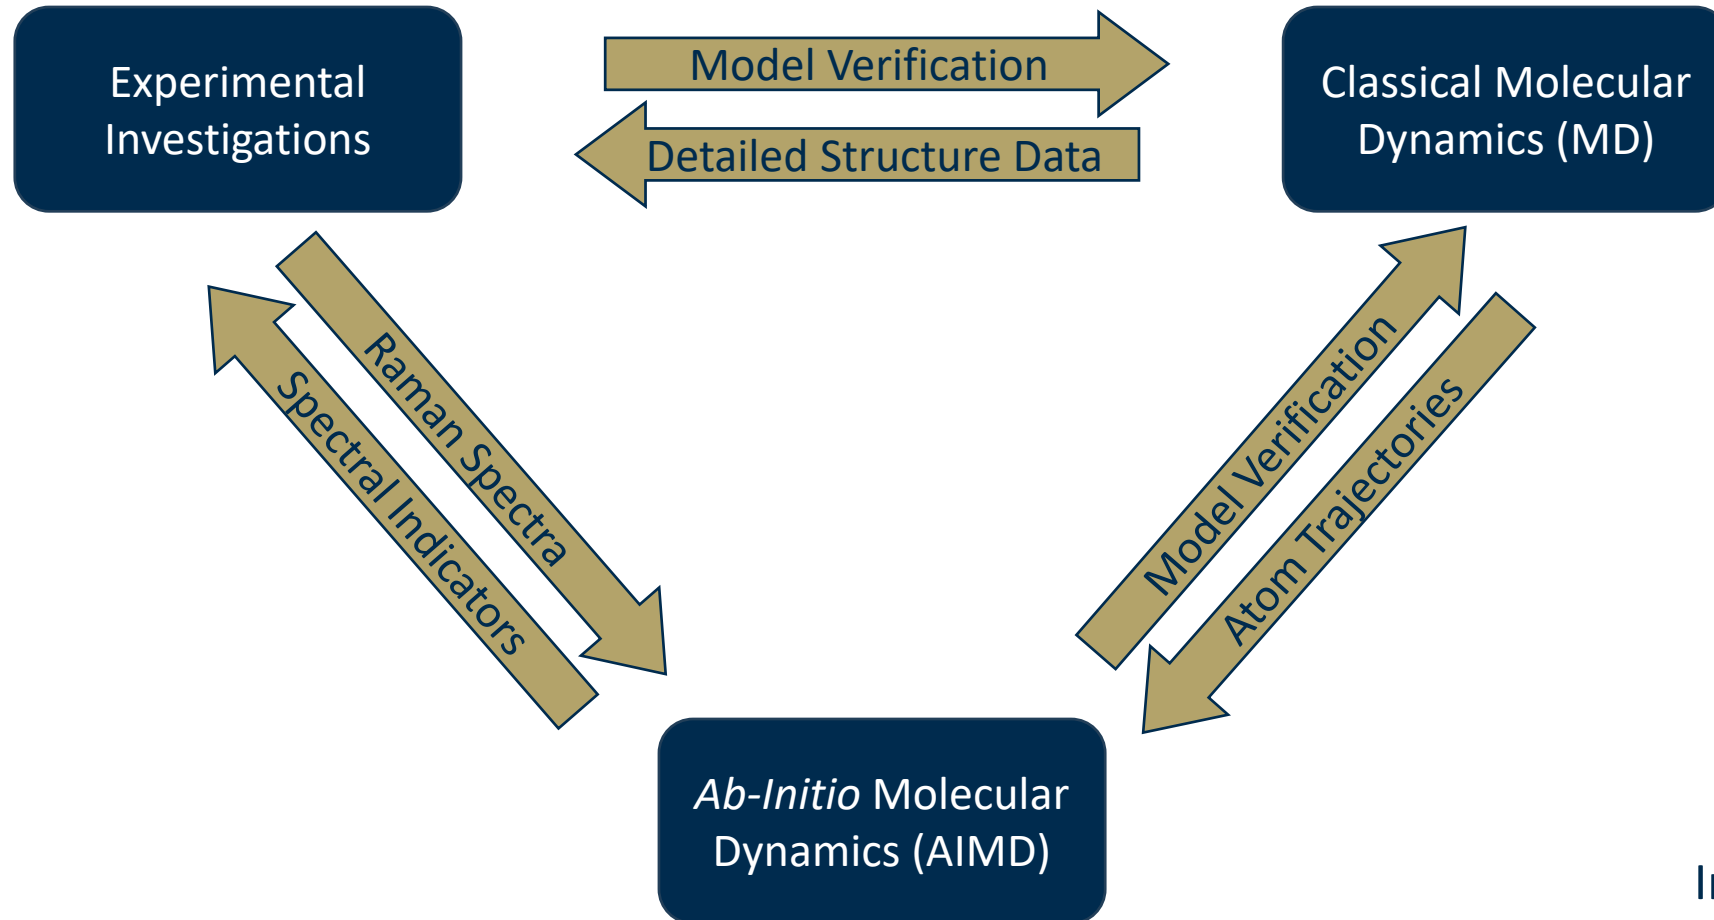 Experimental
Investigations
Model Verification
Detailed Structure Data
Classical Molecular
Dynamics (MD)
Raman Spectra
Spectral Indicators
Model Verification
Atom Trajectories
Ab-Initio Molecular
Dynamics (AIMD)